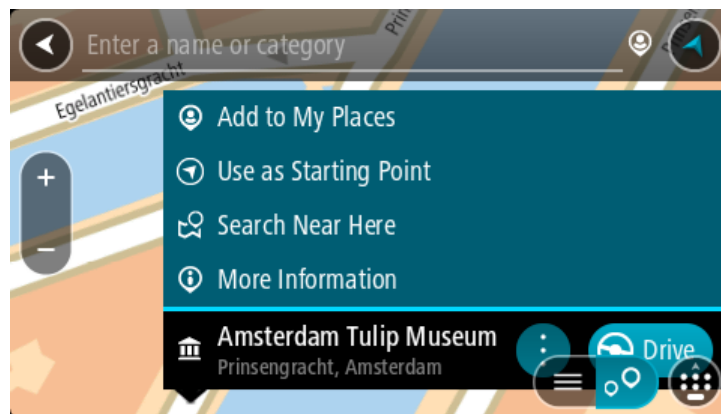 Enter a name or category
Egelantiersgracht
Add to My Places
Use as Starting Point
Search Near Here
More Information
Amsterdam Tulip Museum
Prinsengracht, Amsterdam
Drive